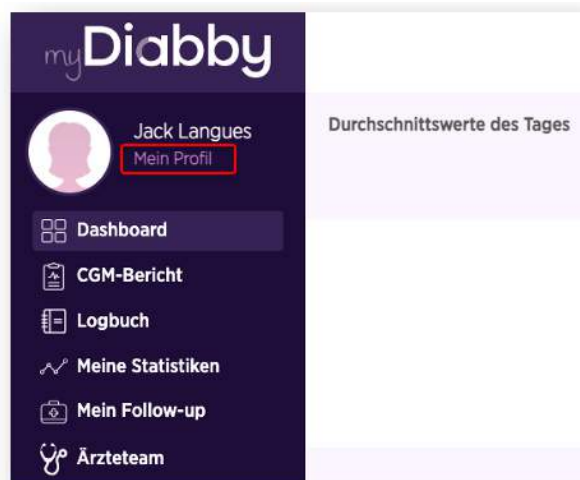 myDiabby
Jack Langues
Mein Profil
Durchschnittswerte des Tages
Dashboard
CGM-Bericht
Logbuch
Meine Statistiken
Mein Follow-up
Ärzteteam